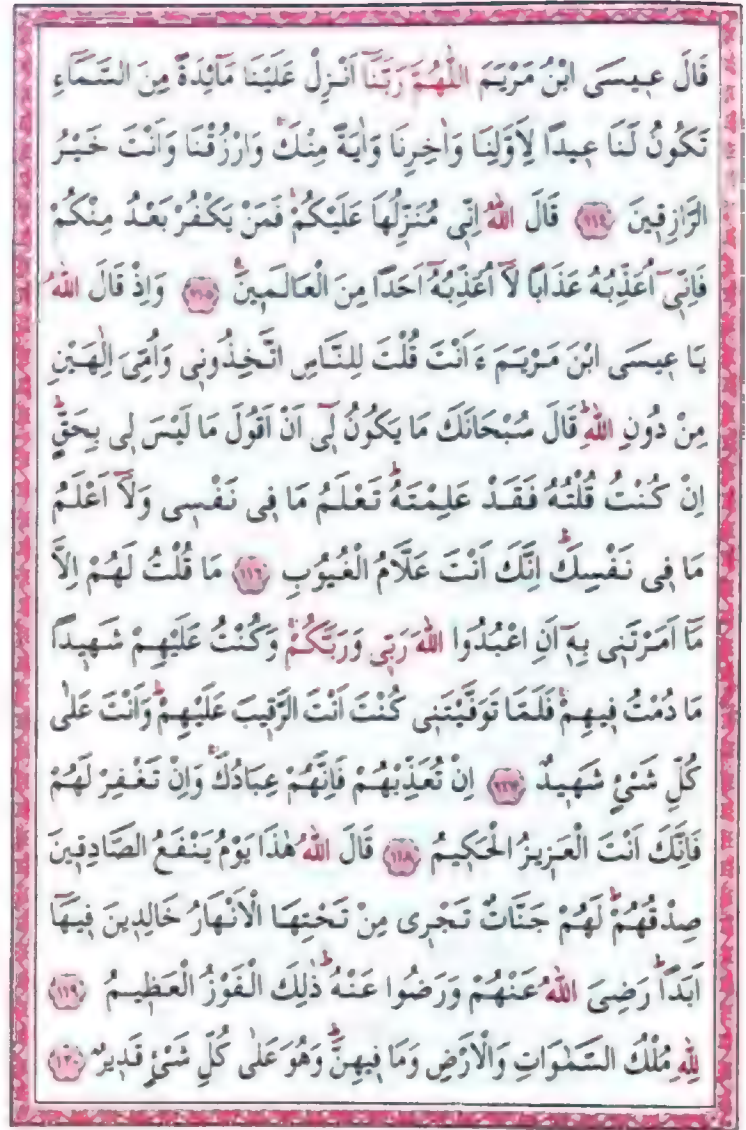 قَالَ عٖيسَى ابْنُ مَرْيَمَ اللّٰهُمَّ رَبَّنَٓا اَنْزِلْ عَلَيْنَا مَٓائِدَةً مِنَ السَّمَٓاءِ
تَكُونُ لَنَا عٖيدًا لِاَوَّلِنَا وَاٰخِرِنَا وَاٰيَةً مِنْكَۚ وَارْزُقْنَا وَاَنْتَ خَيْرُ
الرَّازِقٖينَ ﴿١١٤﴾ قَالَ اللّٰهُ اِنّٖى مُنَزِّلُهَا عَلَيْكُمْۚ فَمَنْ يَكْفُرْ بَعْدُ مِنْكُمْ
فَاِنّٖٓى اُعَذِّبُهُ عَذَابًا لَٓا اُعَذِّبُهُٓ اَحَدًا مِنَ الْعَالَمٖينَۚ ﴿١١٥﴾ وَاِذْ قَالَ اللّٰهُ
يَا عٖيسَى ابْنَ مَرْيَمَ ءَاَنْتَ قُلْتَ لِلنَّاسِ اتَّخِذُونٖى وَاُمِّىَ اِلٰهَيْنِ
مِنْ دُونِ اللّٰهِؕ قَالَ سُبْحَانَكَ مَا يَكُونُ لٖٓى اَنْ اَقُولَ مَا لَيْسَ لٖى بِحَقٍّؕ
اِنْ كُنْتُ قُلْتُهُ فَقَدْ عَلِمْتَهُؕ تَعْلَمُ مَا فٖى نَفْسٖى وَلَٓا اَعْلَمُ
مَا فٖى نَفْسِكَؕ اِنَّكَ اَنْتَ عَلَّامُ الْغُيُوبِ ﴿١١٦﴾ مَا قُلْتُ لَهُمْ اِلَّا
مَٓا اَمَرْتَنٖى بِهٖٓ اَنِ اعْبُدُوا اللّٰهَ رَبّٖى وَرَبَّكُمْۚ وَكُنْتُ عَلَيْهِمْ شَهٖيدًا
مَا دُمْتُ فٖيهِمْۚ فَلَمَّا تَوَفَّيْتَنٖى كُنْتَ اَنْتَ الرَّقٖيبَ عَلَيْهِمْؕ وَاَنْتَ عَلٰى
كُلِّ شَىْءٍ شَهٖيدٌ ﴿١١٧﴾ اِنْ تُعَذِّبْهُمْ فَاِنَّهُمْ عِبَادُكَۚ وَاِنْ تَغْفِرْ لَهُمْ
فَاِنَّكَ اَنْتَ الْعَزٖيزُ الْحَكٖيمُ ﴿١١٨﴾ قَالَ اللّٰهُ هٰذَا يَوْمُ يَنْفَعُ الصَّادِقٖينَ
صِدْقُهُمْؕ لَهُمْ جَنَّاتٌ تَجْرٖى مِنْ تَحْتِهَا الْاَنْهَارُ خَالِدٖينَ فٖيهَٓا
اَبَدًاؕ رَضِىَ اللّٰهُ عَنْهُمْ وَرَضُوا عَنْهُؕ ذٰلِكَ الْفَوْزُ الْعَظٖيمُ ﴿١١٩﴾
لِلّٰهِ مُلْكُ السَّمٰوَاتِ وَالْاَرْضِ وَمَا فٖيهِنَّؕ وَهُوَ عَلٰى كُلِّ شَىْءٍ قَدٖيرٌ ﴿١٢٠﴾